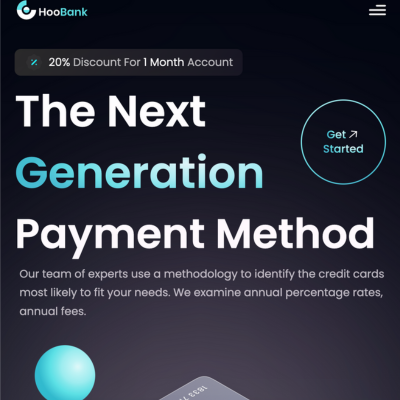 HooBank
20% Discount For 1 Month Account
The Next
Get
Started
Generation
Payment Method
Our team of experts use a methodology to identify the credit cards
most likely to fit your needs. We examine annual percentage rates,
annual fees.